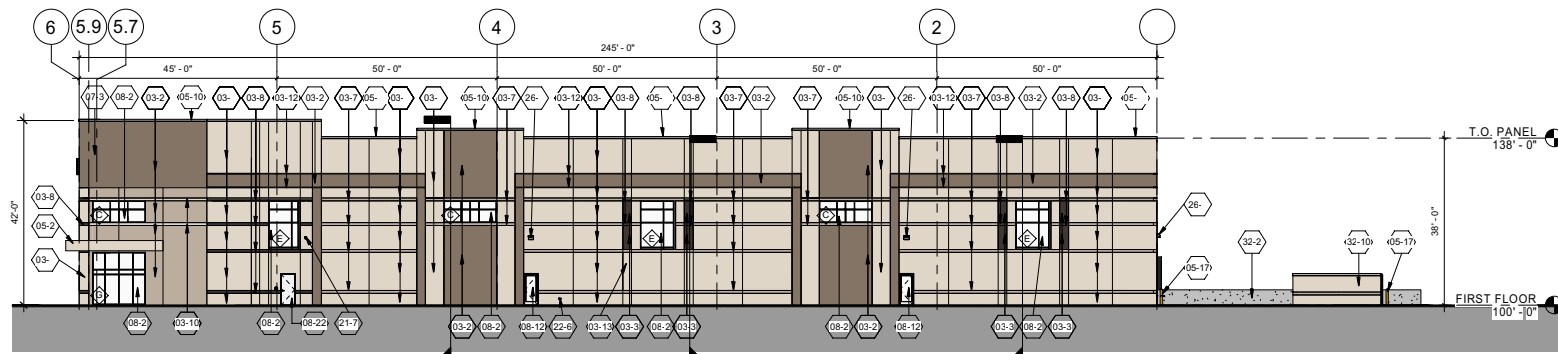 6 5.9 5.7 5 4 3 2
245' - 0"
45' - 0" 50' - 0" 50' - 0" 50' - 0" 50' - 0"
07-3 08-2 03-2 05-10 03- 03-8 03-12 03-2 03-7 05- 03- 03- 05-10 03-7 26- 03-12 03- 03-8 05- 03-8 03-7 03-2 03-7 05-10 03- 26- 03-12 03-7 03-8 03-2 03-8 03- 05-
T.O. PANEL
138' - 0"
42'-0"
38' - 0"
03-8
05-2
03-
C C C
E E E
G
26-
32-2 32-10 05-17
05-17
FIRST FLOOR
100' - 0"
08-2 03-10 08-2 08-22 21-7 03-2 08-2 08-12 22-6 03-13 03-3 08-2 03-3 08-2 03-2 08-12 03-3 08-2 03-3